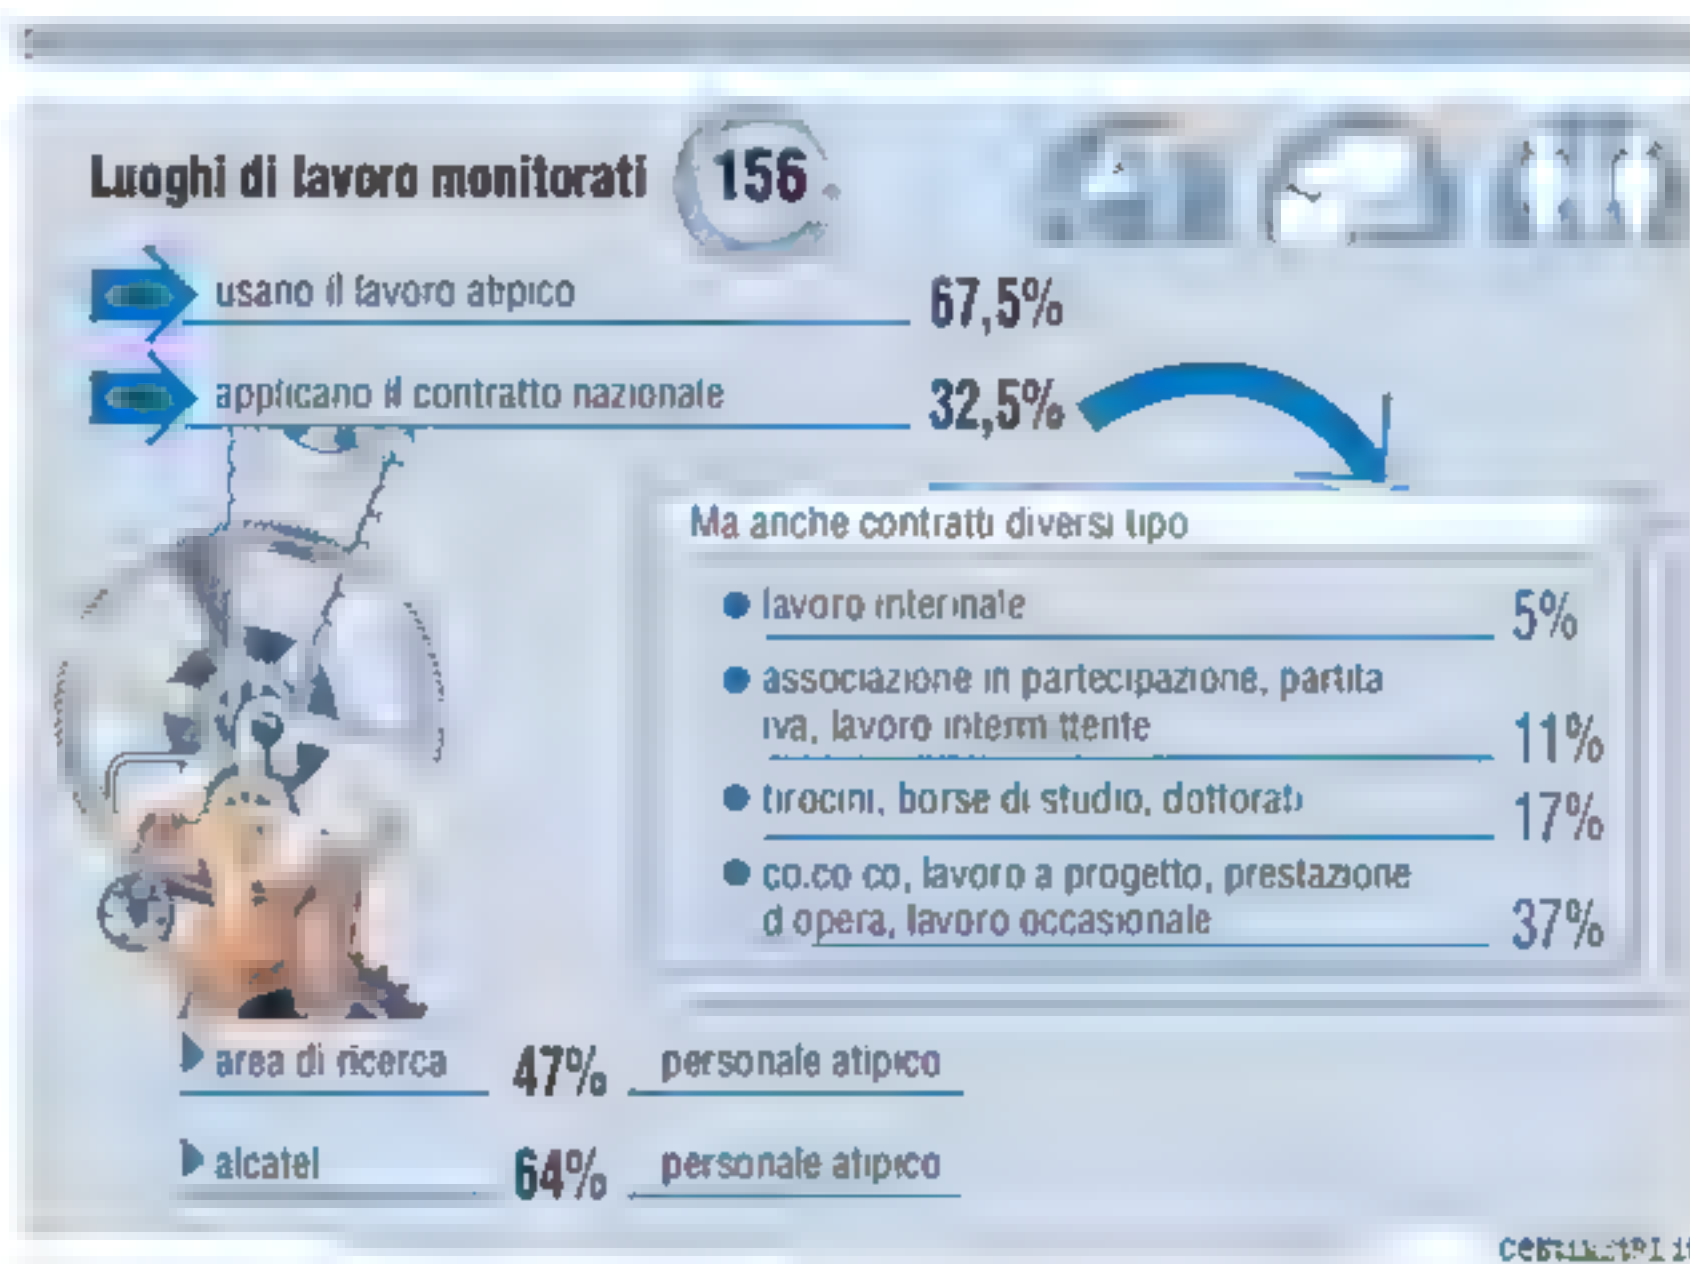 Luoghi di lavoro monitorati 156
usano il lavoro atipico 67,5%
applicano il contratto nazionale 32,5%
Ma anche contratti diversi tipo
lavoro interinale 5%
associazione in partecipazione, partita
iva, lavoro intermittente 11%
tirocini, borse di studio, dottorati 17%
co.co co, lavoro a progetto, prestazione
d opera, lavoro occasionale 37%
area di ricerca 47% personale atipico
alcatel 64% personale atipico